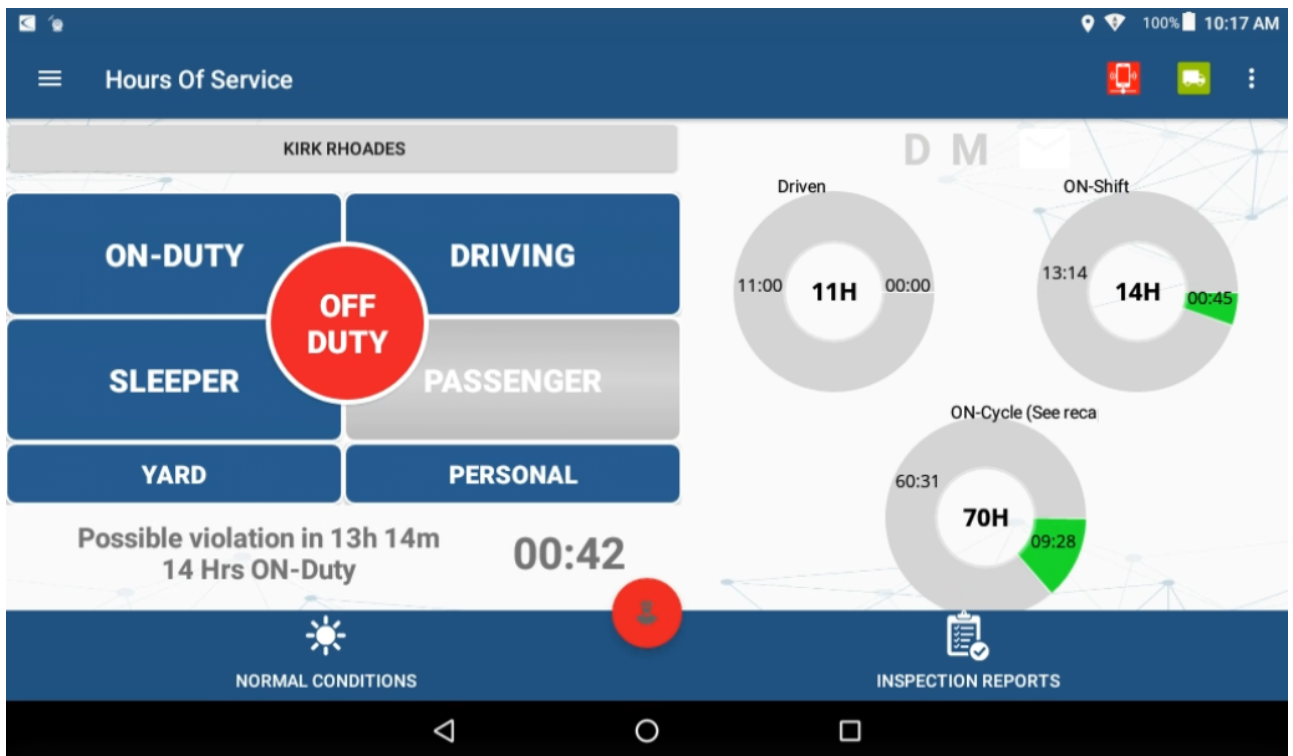 100% 10:17 AM
Hours Of Service
KIRK RHOADES
D M
ON-DUTY
DRIVING
OFF
DUTY
SLEEPER
PASSENGER
YARD
PERSONAL
Possible violation in 13h 14m
14 Hrs ON-Duty
00:42
Driven
11:00
11H
00:00
ON-Shift
13:14
14H
00:45
ON-Cycle (See reca
60:31
70H
09:28
NORMAL CONDITIONS
INSPECTION REPORTS